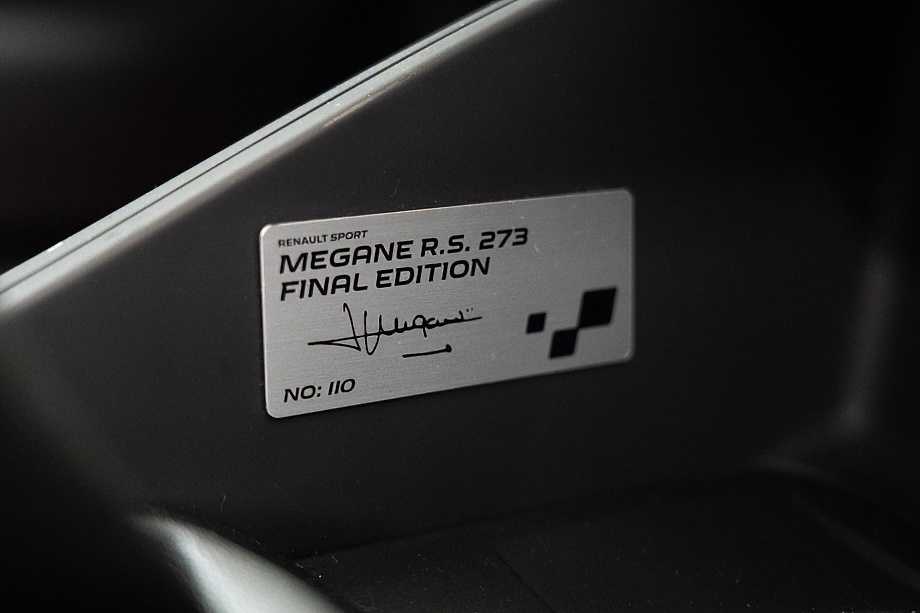 RENAULT SPORT
MEGANE R.S. 273
FINAL EDITION
NO: 110